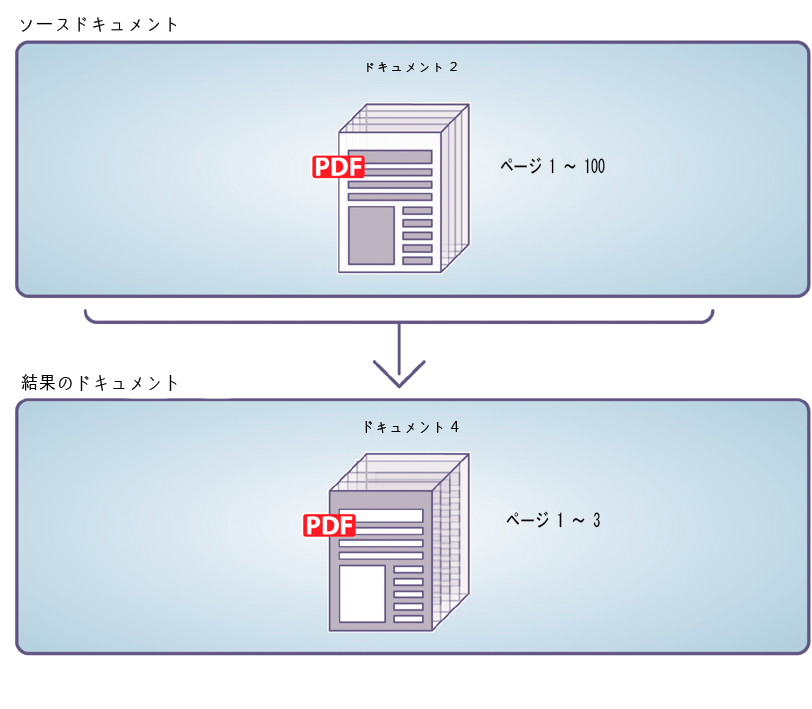 ソースドキュメント
ドキュメント 2
PDF
ページ 1 ～ 100
結果のドキュメント
ドキュメント 4
PDF
ページ 1 ～ 3